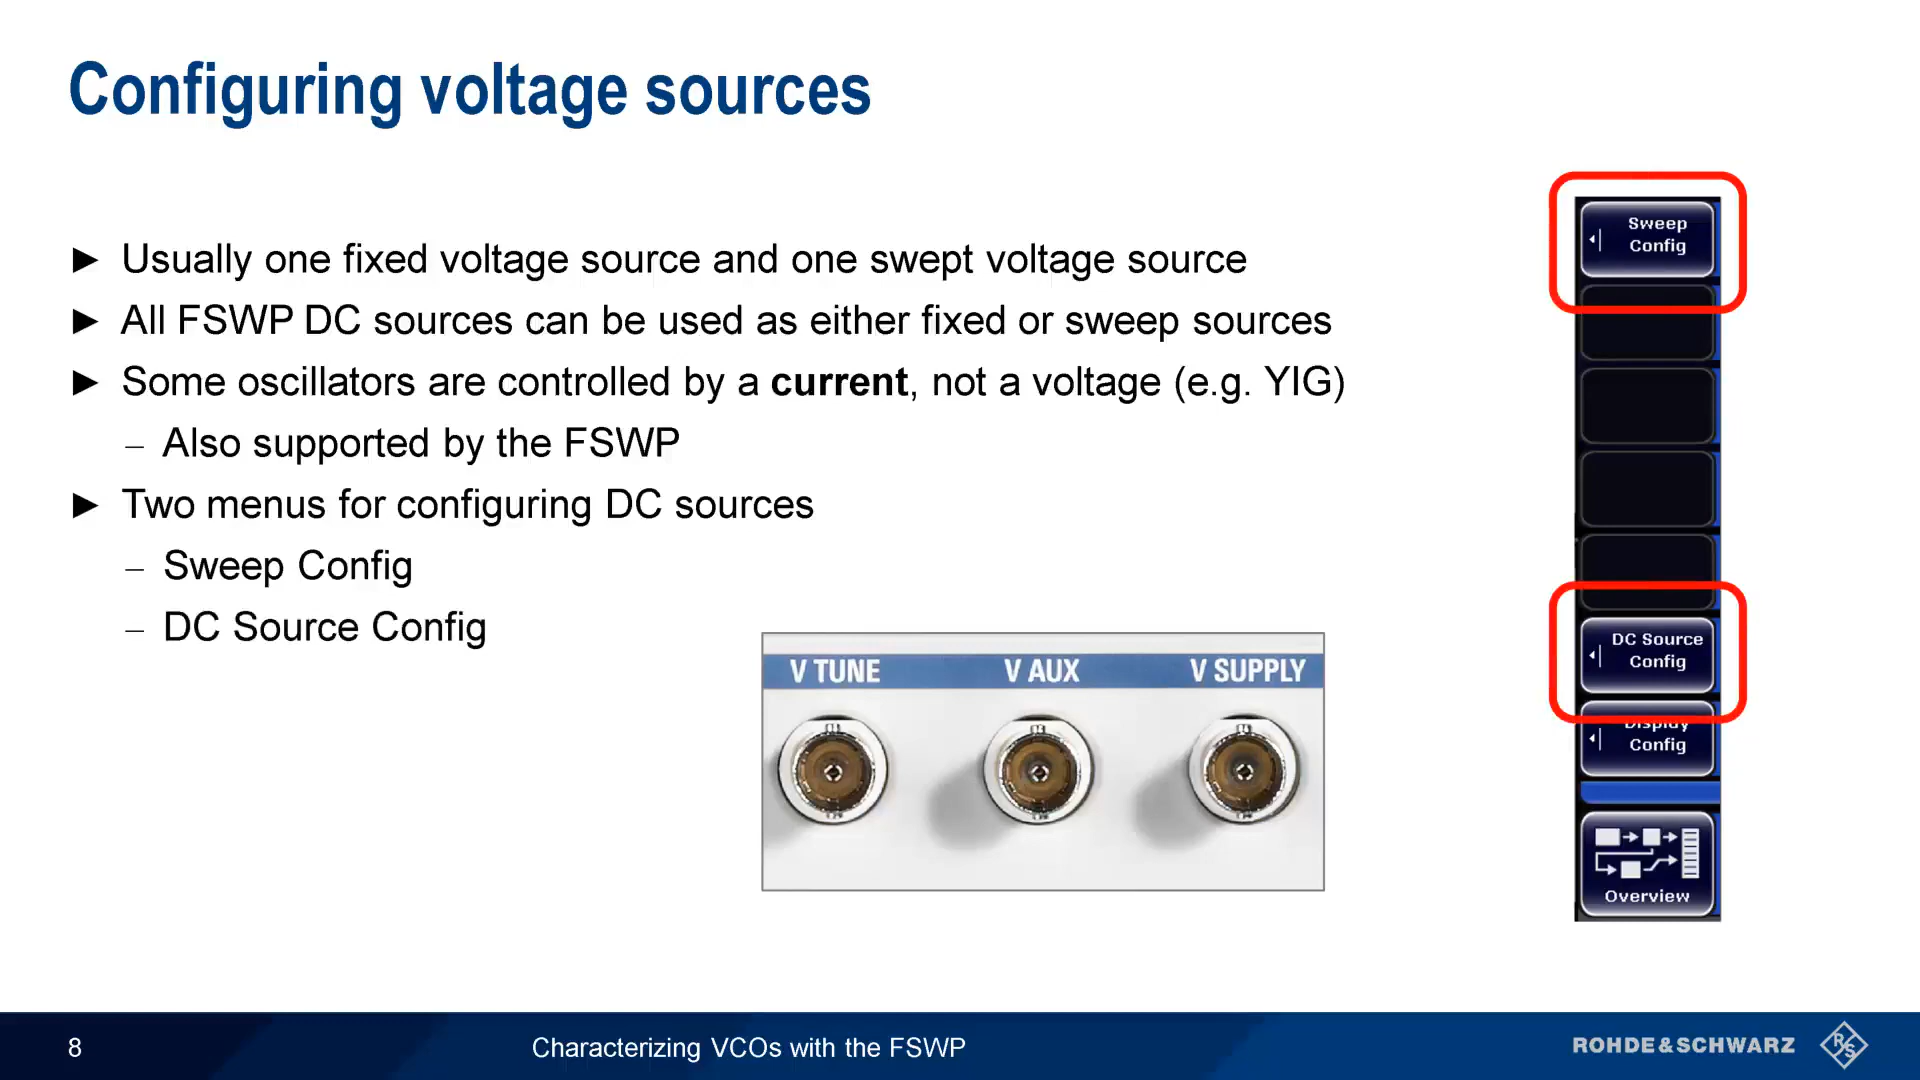 Configuring voltage sources
► Usually one fixed voltage source and one swept voltage source
► All FSWP DC sources can be used as either fixed or sweep sources
► Some oscillators are controlled by a current, not a voltage (e.g. YIG)
– Also supported by the FSWP
► Two menus for configuring DC sources
– Sweep Config
– DC Source Config
V TUNE V AUX V SUPPLY
Sweep
Config
DC Source
Config
Display
Config
Overview
8 Characterizing VCOs with the FSWP ROHDE & SCHWARZ
R S